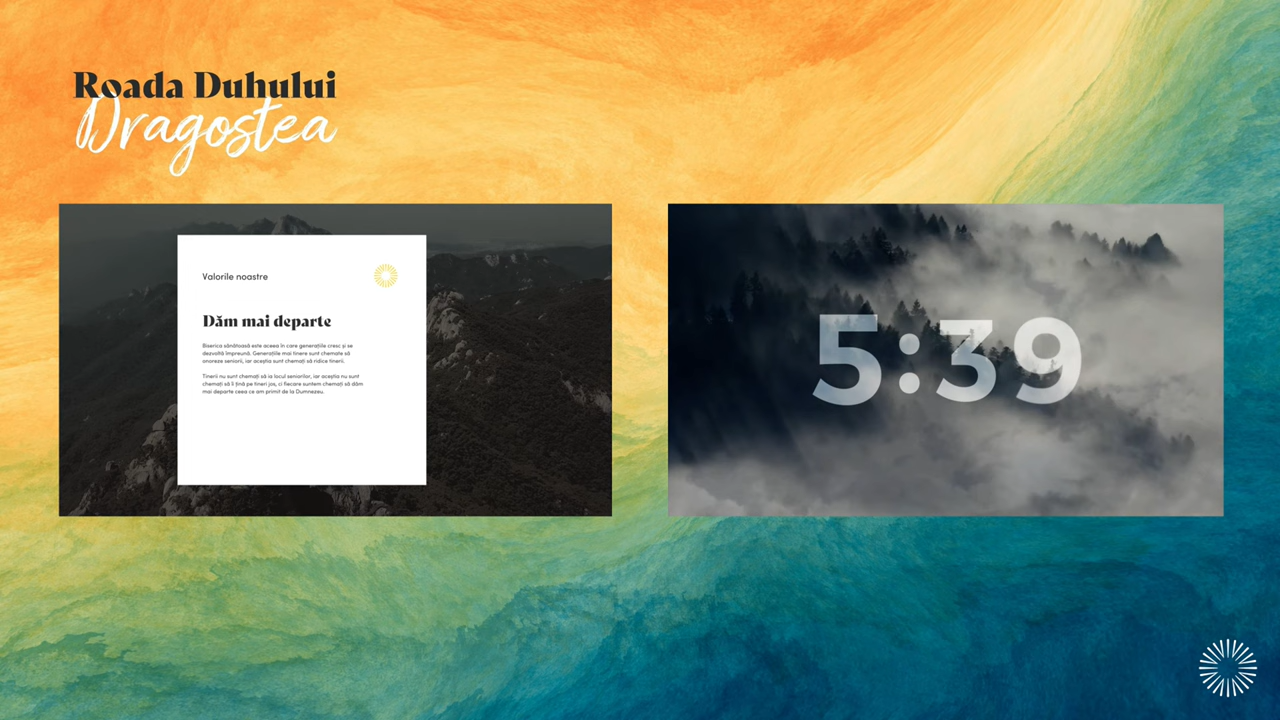 Roada Duhului
Dragostea
Valorile noastre
Dăm mai departe
Biserica sănătoasă este aceea în care generațiile cresc și se
dezvoltă împreună. Generațiile mai tinere sunt chemate să
onoreze seniorii, iar aceștia sunt chemați să ridice tinerii.
Tinerii nu sunt chemați să ia locul seniorilor, iar aceștia nu sunt
chemați să îi țină pe tineri jos, ci fiecare suntem chemați să dăm
mai departe ceea ce am primit de la Dumnezeu.
5:39